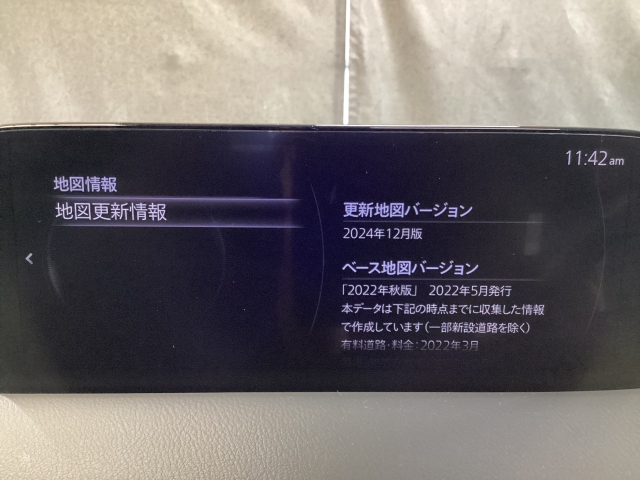 11:42am
地図情報
地図更新情報
更新地図バージョン
2024年12月版
ベース地図バージョン
「2022年秋版」 2022年5月発行
本データは下記の時点までに収集した情報
で作成しています(一部新設道路を除く)
有料道路・料金:2022年3月